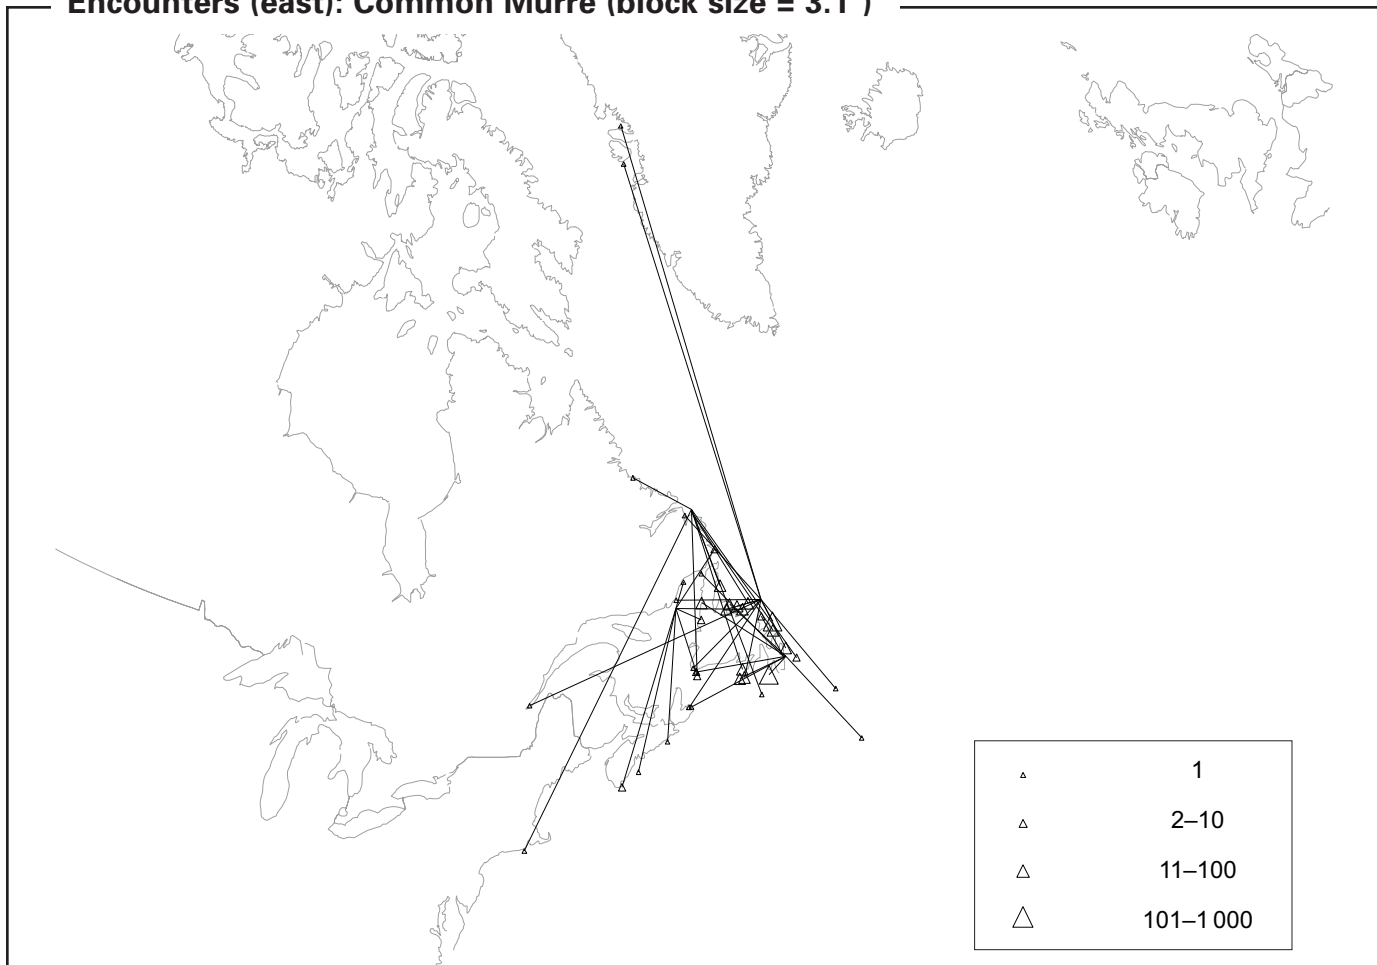 Encounters (east): Common Murre (block size = 3.1°)
1
2–10
11–100
101–1 000